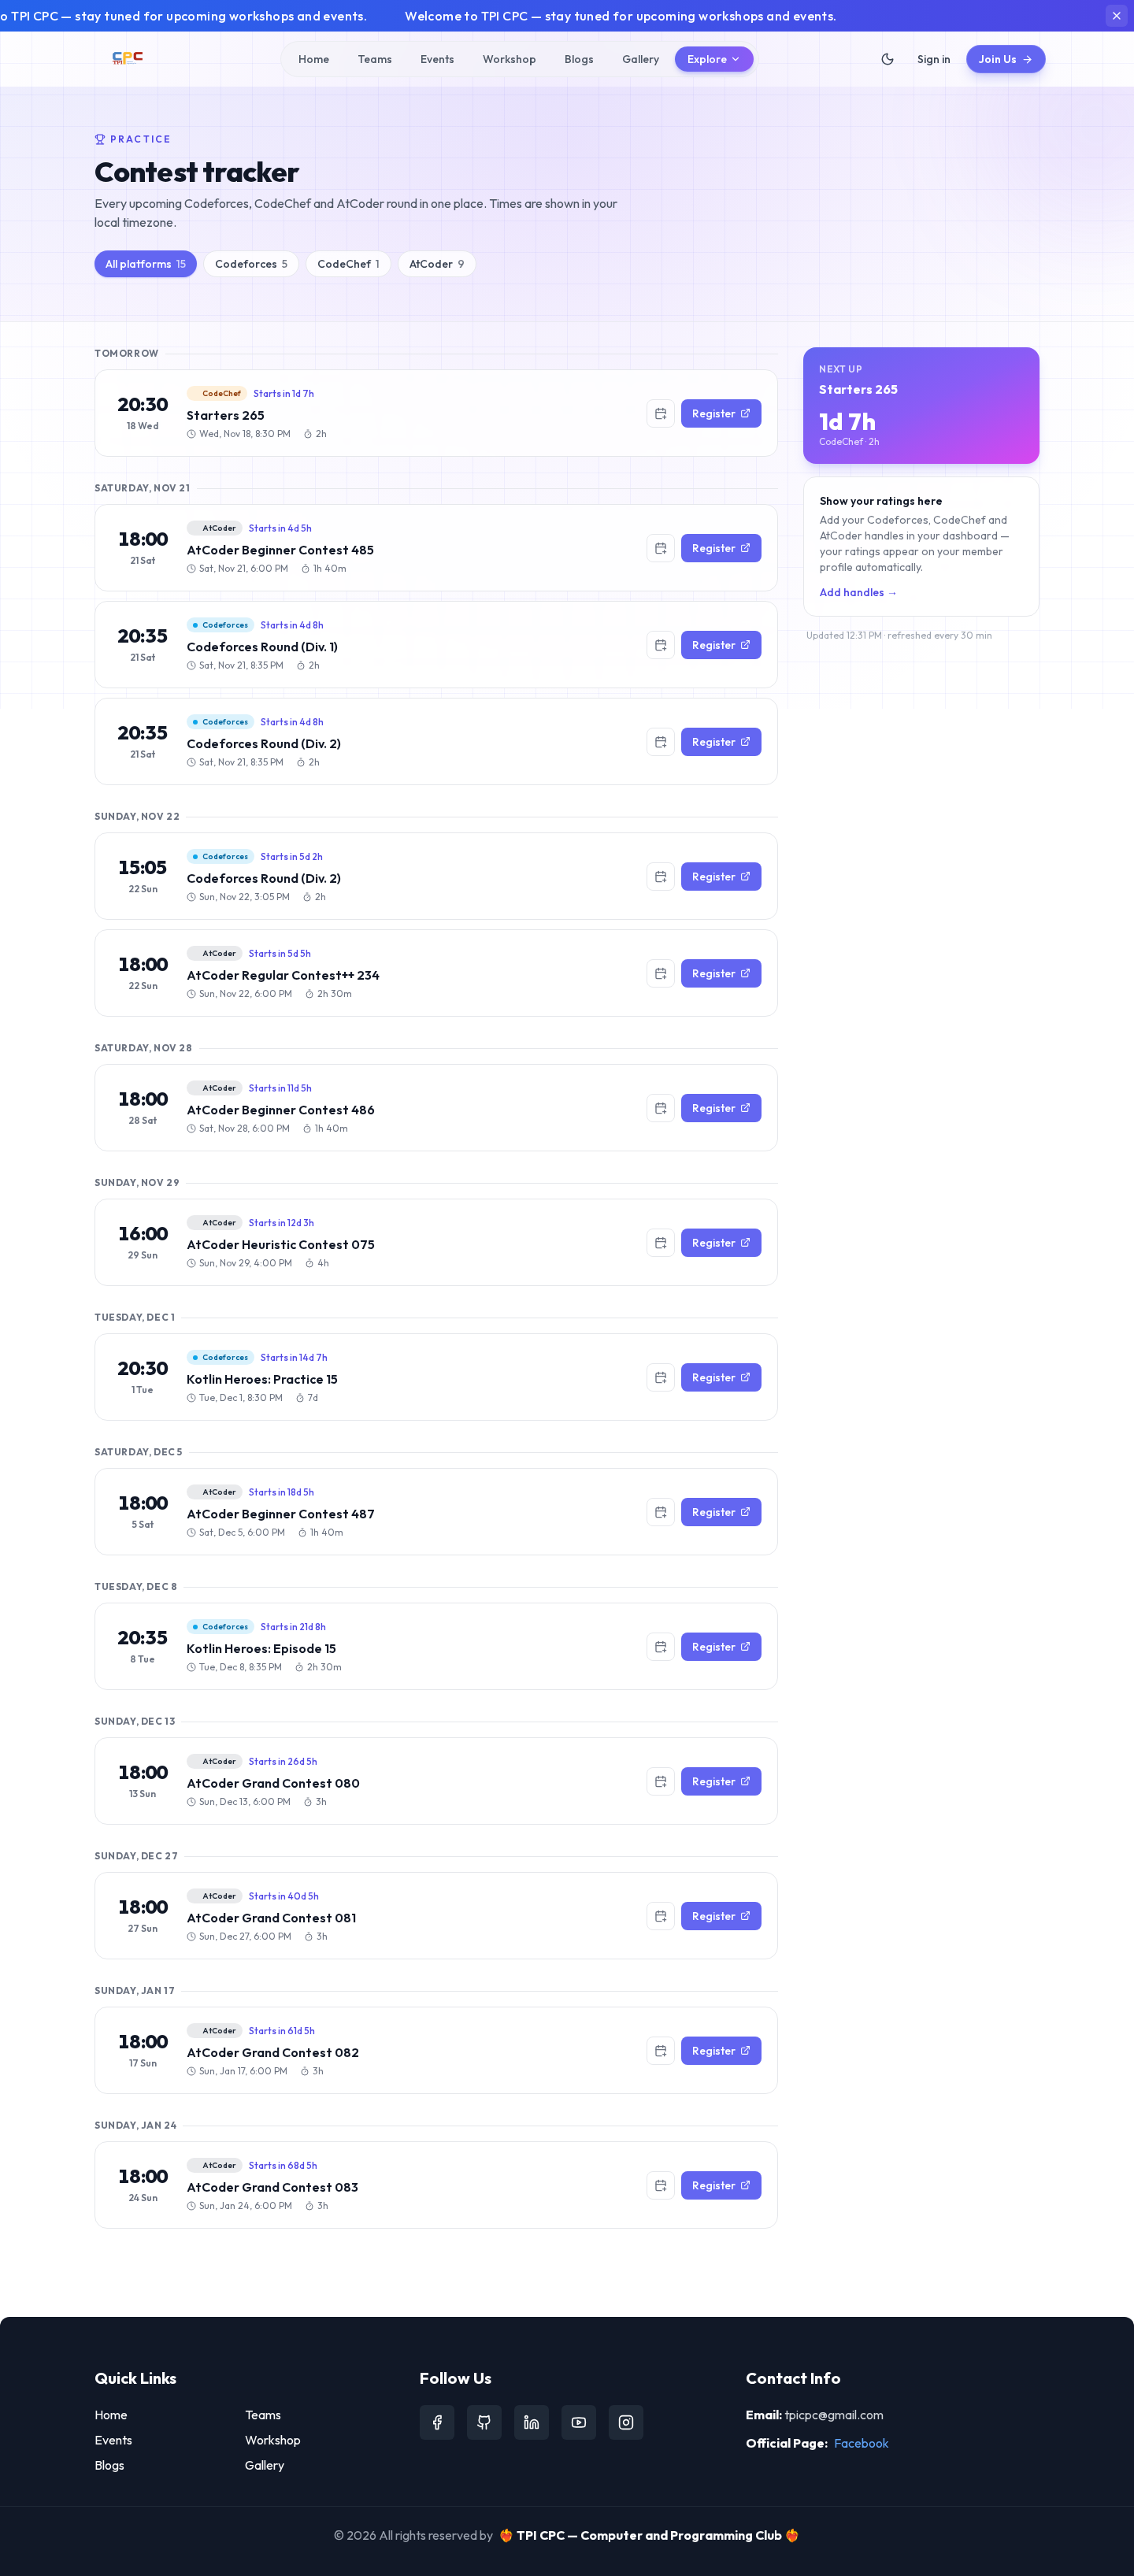 o TPI CPC — stay tuned for upcoming workshops and events. Welcome to TPI CPC — stay tuned for upcoming workshops and events.
CPC
TPI
Home Teams Events Workshop Blogs Gallery Explore
Sign in Join Us →
PRACTICE
Contest tracker
Every upcoming Codeforces, CodeChef and AtCoder round in one place. Times are shown in your
local timezone.
All platforms 15 Codeforces 5 CodeChef 1 AtCoder 9
TOMORROW
20:30
18 Wed
CodeChef Starts in 1d 7h
Starters 265
Wed, Nov 18, 8:30 PM 2h
Register
SATURDAY, NOV 21
18:00
21 Sat
AtCoder Starts in 4d 5h
AtCoder Beginner Contest 485
Sat, Nov 21, 6:00 PM 1h 40m
Register
20:35
21 Sat
Codeforces Starts in 4d 8h
Codeforces Round (Div. 1)
Sat, Nov 21, 8:35 PM 2h
Register
20:35
21 Sat
Codeforces Starts in 4d 8h
Codeforces Round (Div. 2)
Sat, Nov 21, 8:35 PM 2h
Register
SUNDAY, NOV 22
15:05
22 Sun
Codeforces Starts in 5d 2h
Codeforces Round (Div. 2)
Sun, Nov 22, 3:05 PM 2h
Register
18:00
22 Sun
AtCoder Starts in 5d 5h
AtCoder Regular Contest++ 234
Sun, Nov 22, 6:00 PM 2h 30m
Register
SATURDAY, NOV 28
18:00
28 Sat
AtCoder Starts in 11d 5h
AtCoder Beginner Contest 486
Sat, Nov 28, 6:00 PM 1h 40m
Register
SUNDAY, NOV 29
16:00
29 Sun
AtCoder Starts in 12d 3h
AtCoder Heuristic Contest 075
Sun, Nov 29, 4:00 PM 4h
Register
TUESDAY, DEC 1
20:30
1 Tue
Codeforces Starts in 14d 7h
Kotlin Heroes: Practice 15
Tue, Dec 1, 8:30 PM 7d
Register
SATURDAY, DEC 5
18:00
5 Sat
AtCoder Starts in 18d 5h
AtCoder Beginner Contest 487
Sat, Dec 5, 6:00 PM 1h 40m
Register
TUESDAY, DEC 8
20:35
8 Tue
Codeforces Starts in 21d 8h
Kotlin Heroes: Episode 15
Tue, Dec 8, 8:35 PM 2h 30m
Register
SUNDAY, DEC 13
18:00
13 Sun
AtCoder Starts in 26d 5h
AtCoder Grand Contest 080
Sun, Dec 13, 6:00 PM 3h
Register
SUNDAY, DEC 27
18:00
27 Sun
AtCoder Starts in 40d 5h
AtCoder Grand Contest 081
Sun, Dec 27, 6:00 PM 3h
Register
SUNDAY, JAN 17
18:00
17 Sun
AtCoder Starts in 61d 5h
AtCoder Grand Contest 082
Sun, Jan 17, 6:00 PM 3h
Register
SUNDAY, JAN 24
18:00
24 Sun
AtCoder Starts in 68d 5h
AtCoder Grand Contest 083
Sun, Jan 24, 6:00 PM 3h
Register
NEXT UP
Starters 265
1d 7h
CodeChef · 2h
Show your ratings here
Add your Codeforces, CodeChef and
AtCoder handles in your dashboard —
your ratings appear on your member
profile automatically.
Add handles →
Updated 12:31 PM · refreshed every 30 min
Quick Links
Home Teams
Events Workshop
Blogs Gallery
Follow Us
Contact Info
Email: tpicpc@gmail.com
Official Page: Facebook
© 2026 All rights reserved by TPI CPC — Computer and Programming Club